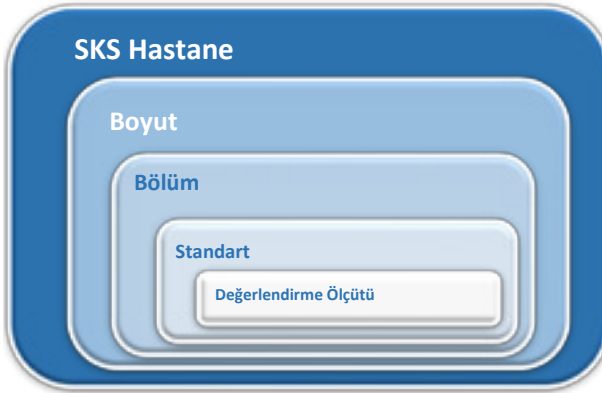 SKS Hastane
Boyut
Bölüm
Standart
Değerlendirme Ölçütü